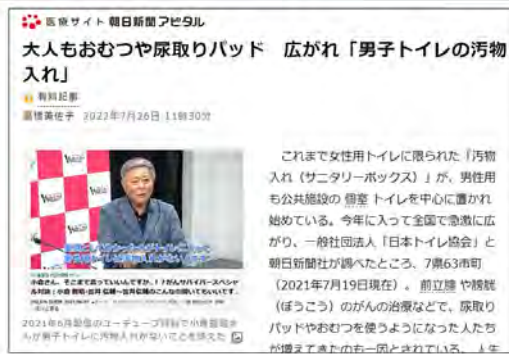 医療サイト 朝日新聞アピタル
大人もおむつや尿取りパッド 広がれ「男子トイレの汚物
入れ」
有料記事
2022年7月26日 11時30分
これまで女性用トイレに限られた「汚物
入れ（サニタリーボックス）」が、男性用
も公共施設の 個室 トイレを中心に置かれ
始めている。今年に入って全国で急激に広
がり、一般社団法人「日本トイレ協会」と
朝日新聞社が調べたところ、7県63市町
（2021年7月19日現在）。 前立腺 や膀胱
（ぼうこう）のがんの治療などで、尿取り
パッドやおむつを使うようになった人たち
が増えてきたのも一因とされている。 人生
2021年6月配信のユーチューブ
が男子トイレに汚物入れがないことを訴えた